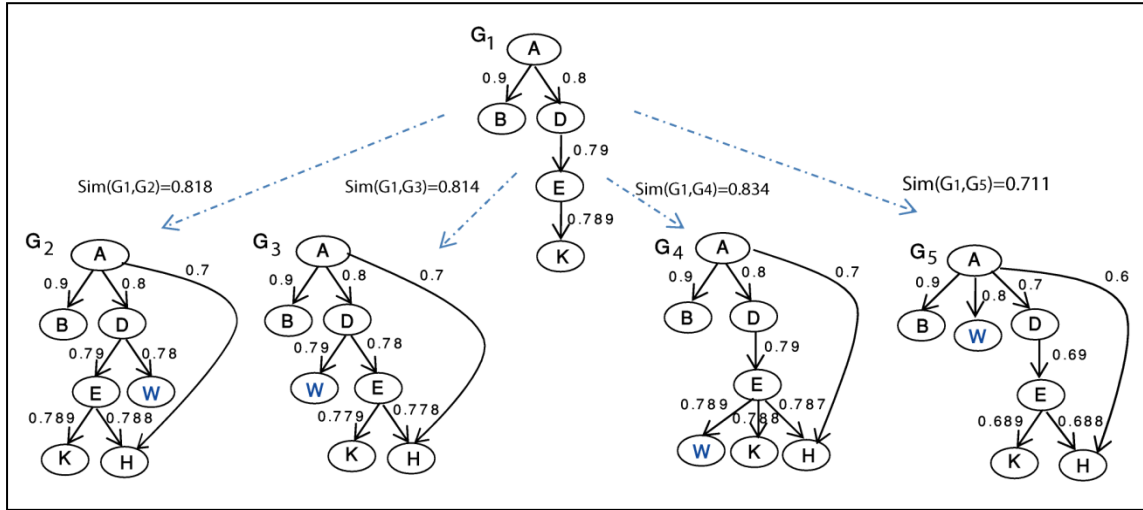 G1
A
0.9
0.8
B
D
0.79
E
0.789
K
Sim(G1,G2)=0.818
Sim(G1,G3)=0.814
Sim(G1,G4)=0.834
Sim(G1,G5)=0.711
G2
A
0.7
0.9
0.8
B
D
0.79
0.78
E
W
0.789
0.788
K
H
G3
A
0.7
0.9
0.8
B
D
0.79
0.78
W
E
0.779
0.778
K
H
G4
A
0.7
0.9
0.8
B
D
0.79
E
0.789
0.788
0.787
W
K
H
G5
A
0.6
0.9
0.8
0.7
B
W
D
0.69
E
0.689
0.688
K
H